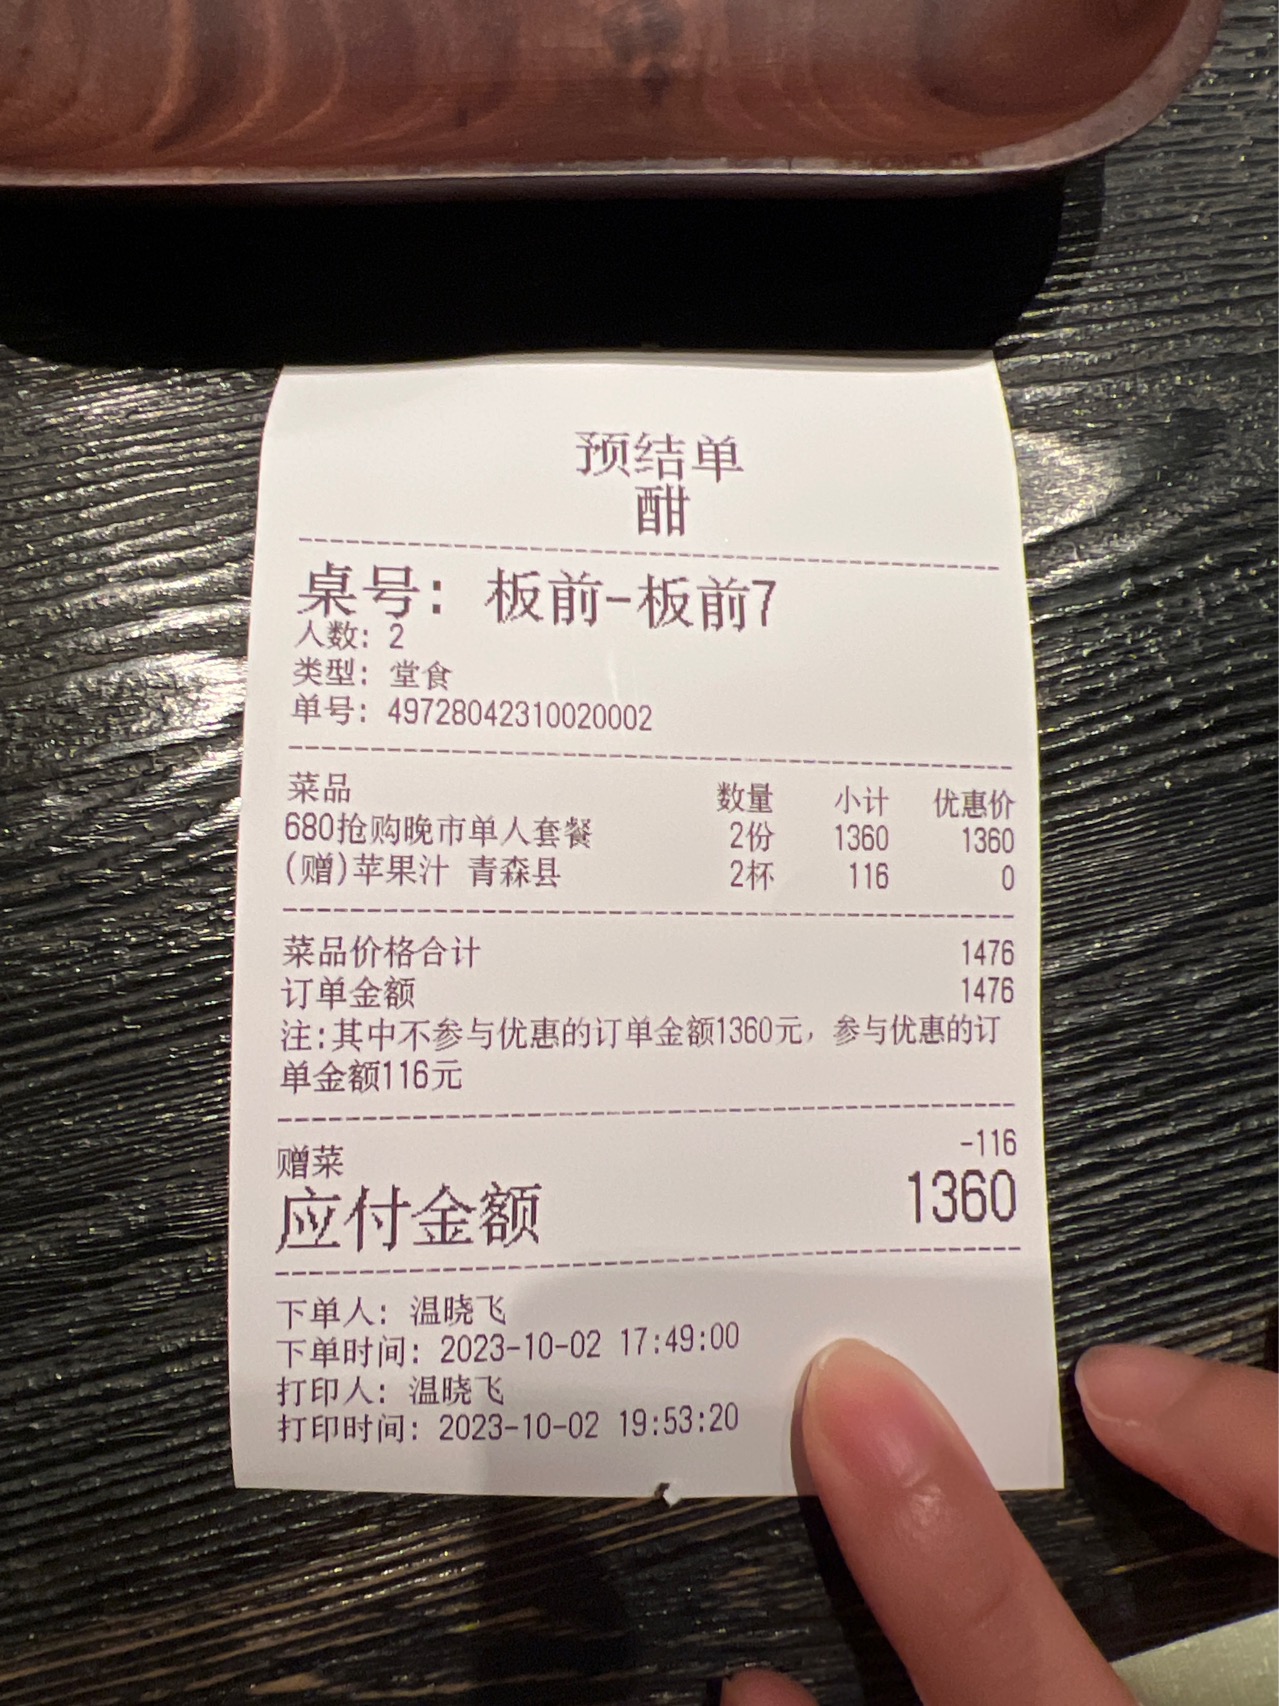 预结单
酣
桌号：板前-板前7
人数：2
类型：堂食
单号：49728042310020002
菜品 数量 小计 优惠价
680抢购晚市单人套餐 2份 1360 1360
(赠)苹果汁 青森县 2杯 116 0
菜品价格合计 1476
订单金额 1476
注:其中不参与优惠的订单金额1360元，参与优惠的订
单金额116元
赠菜 -116
应付金额 1360
下单人：温晓飞
下单时间：2023-10-02 17:49:00
打印人：温晓飞
打印时间：2023-10-02 19:53:20